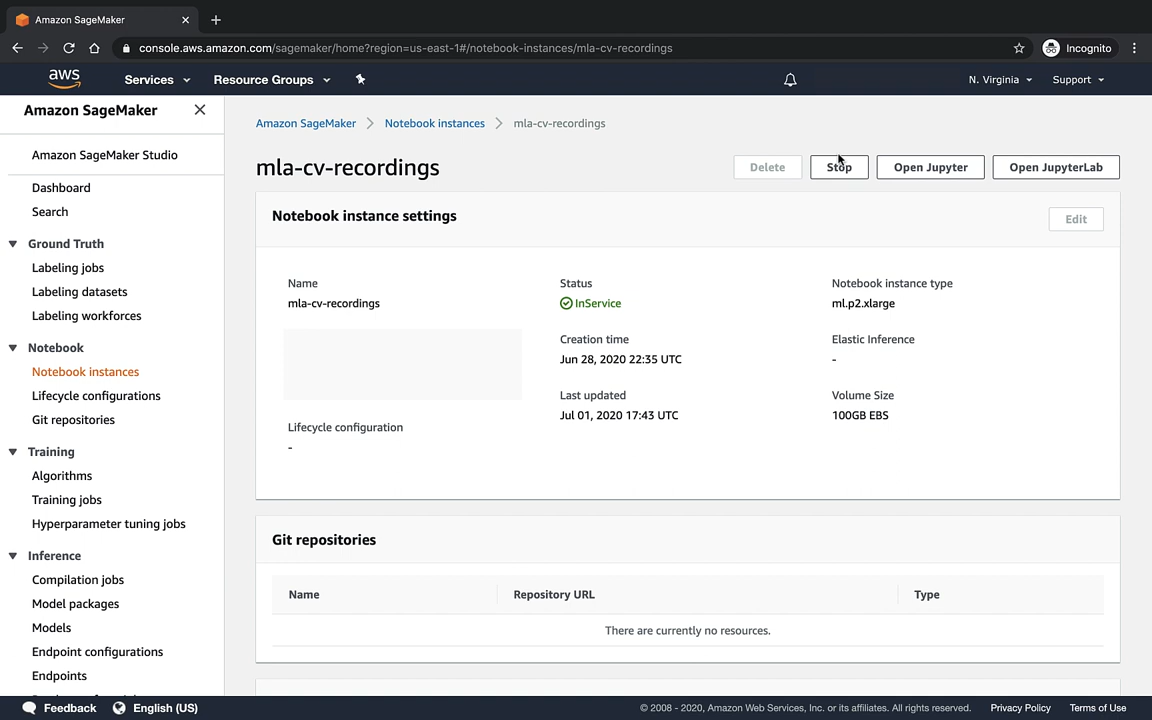 Amazon SageMaker
console.aws.amazon.com/sagemaker/home?region=us-east-1#/notebook-instances/mla-cv-recordings
Incognito
aws
Services
Resource Groups
N. Virginia
Support
Amazon SageMaker
Amazon SageMaker Studio
Dashboard
Search
Ground Truth
Labeling jobs
Labeling datasets
Labeling workforces
Notebook
Notebook instances
Lifecycle configurations
Git repositories
Training
Algorithms
Training jobs
Hyperparameter tuning jobs
Inference
Compilation jobs
Model packages
Models
Endpoint configurations
Endpoints
Amazon SageMaker > Notebook instances > mla-cv-recordings
mla-cv-recordings
Delete
Stop
Open Jupyter
Open JupyterLab
Notebook instance settings
Edit
Name
mla-cv-recordings
Lifecycle configuration
-
Status
InService
Creation time
Jun 28, 2020 22:35 UTC
Last updated
Jul 01, 2020 17:43 UTC
Notebook instance type
ml.p2.xlarge
Elastic Inference
-
Volume Size
100GB EBS
Git repositories
Name
Repository URL
Type
There are currently no resources.
Feedback
English (US)
© 2008 - 2020, Amazon Web Services, Inc. or its affiliates. All rights reserved.
Privacy Policy
Terms of Use